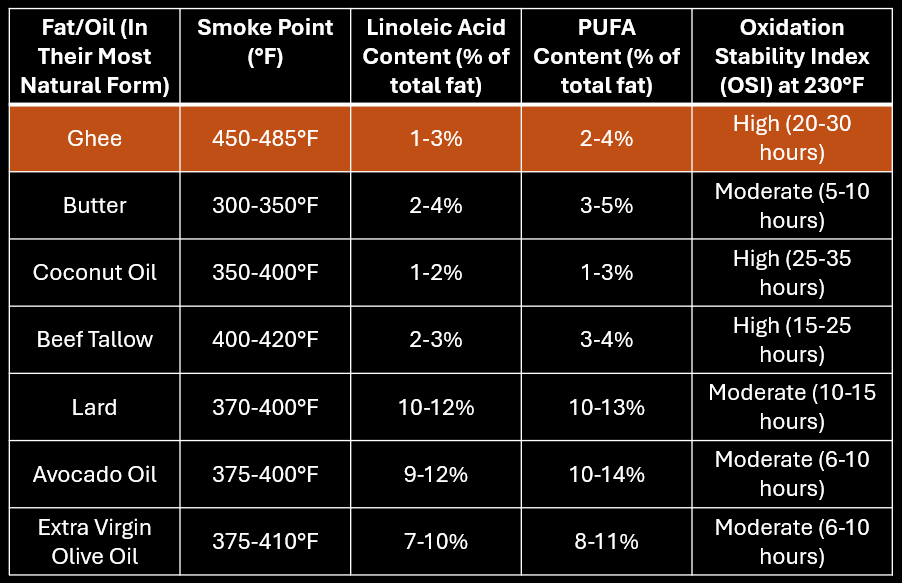 Fat/Oil (In Their Most Natural Form) Smoke Point (°F) Linoleic Acid Content (% of total fat) PUFA Content (% of total fat) Oxidation Stability Index (OSI) at 230°F
Ghee 450-485°F 1-3% 2-4% High (20-30 hours)
Butter 300-350°F 2-4% 3-5% Moderate (5-10 hours)
Coconut Oil 350-400°F 1-2% 1-3% High (25-35 hours)
Beef Tallow 400-420°F 2-3% 3-4% High (15-25 hours)
Lard 370-400°F 10-12% 10-13% Moderate (10-15 hours)
Avocado Oil 375-400°F 9-12% 10-14% Moderate (6-10 hours)
Extra Virgin Olive Oil 375-410°F 7-10% 8-11% Moderate (6-10 hours)